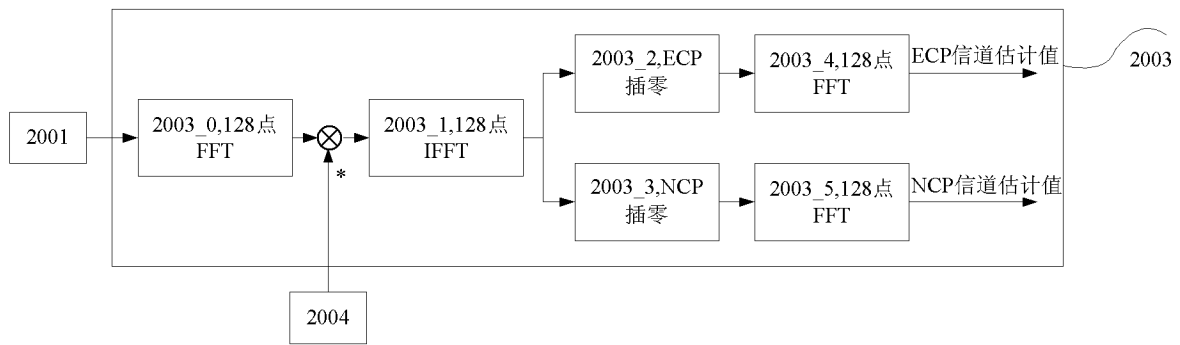 2001
2003_0,128点
FFT
*
2004
2003_1,128点
IFFT
2003_2,ECP
插零
2003_4,128点
FFT
ECP信道估计值
2003_3,NCP
插零
2003_5,128点
FFT
NCP信道估计值
2003